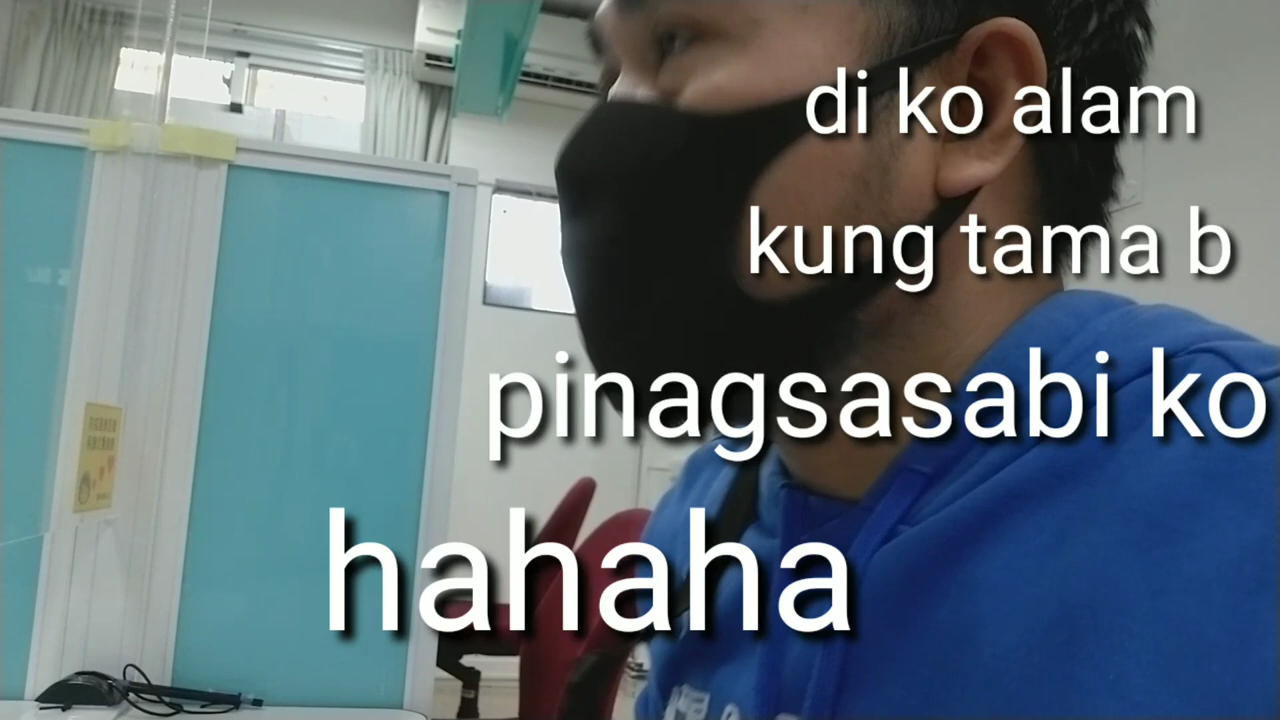 di ko alam
kung tama b
pinagsasabi ko
hahaha